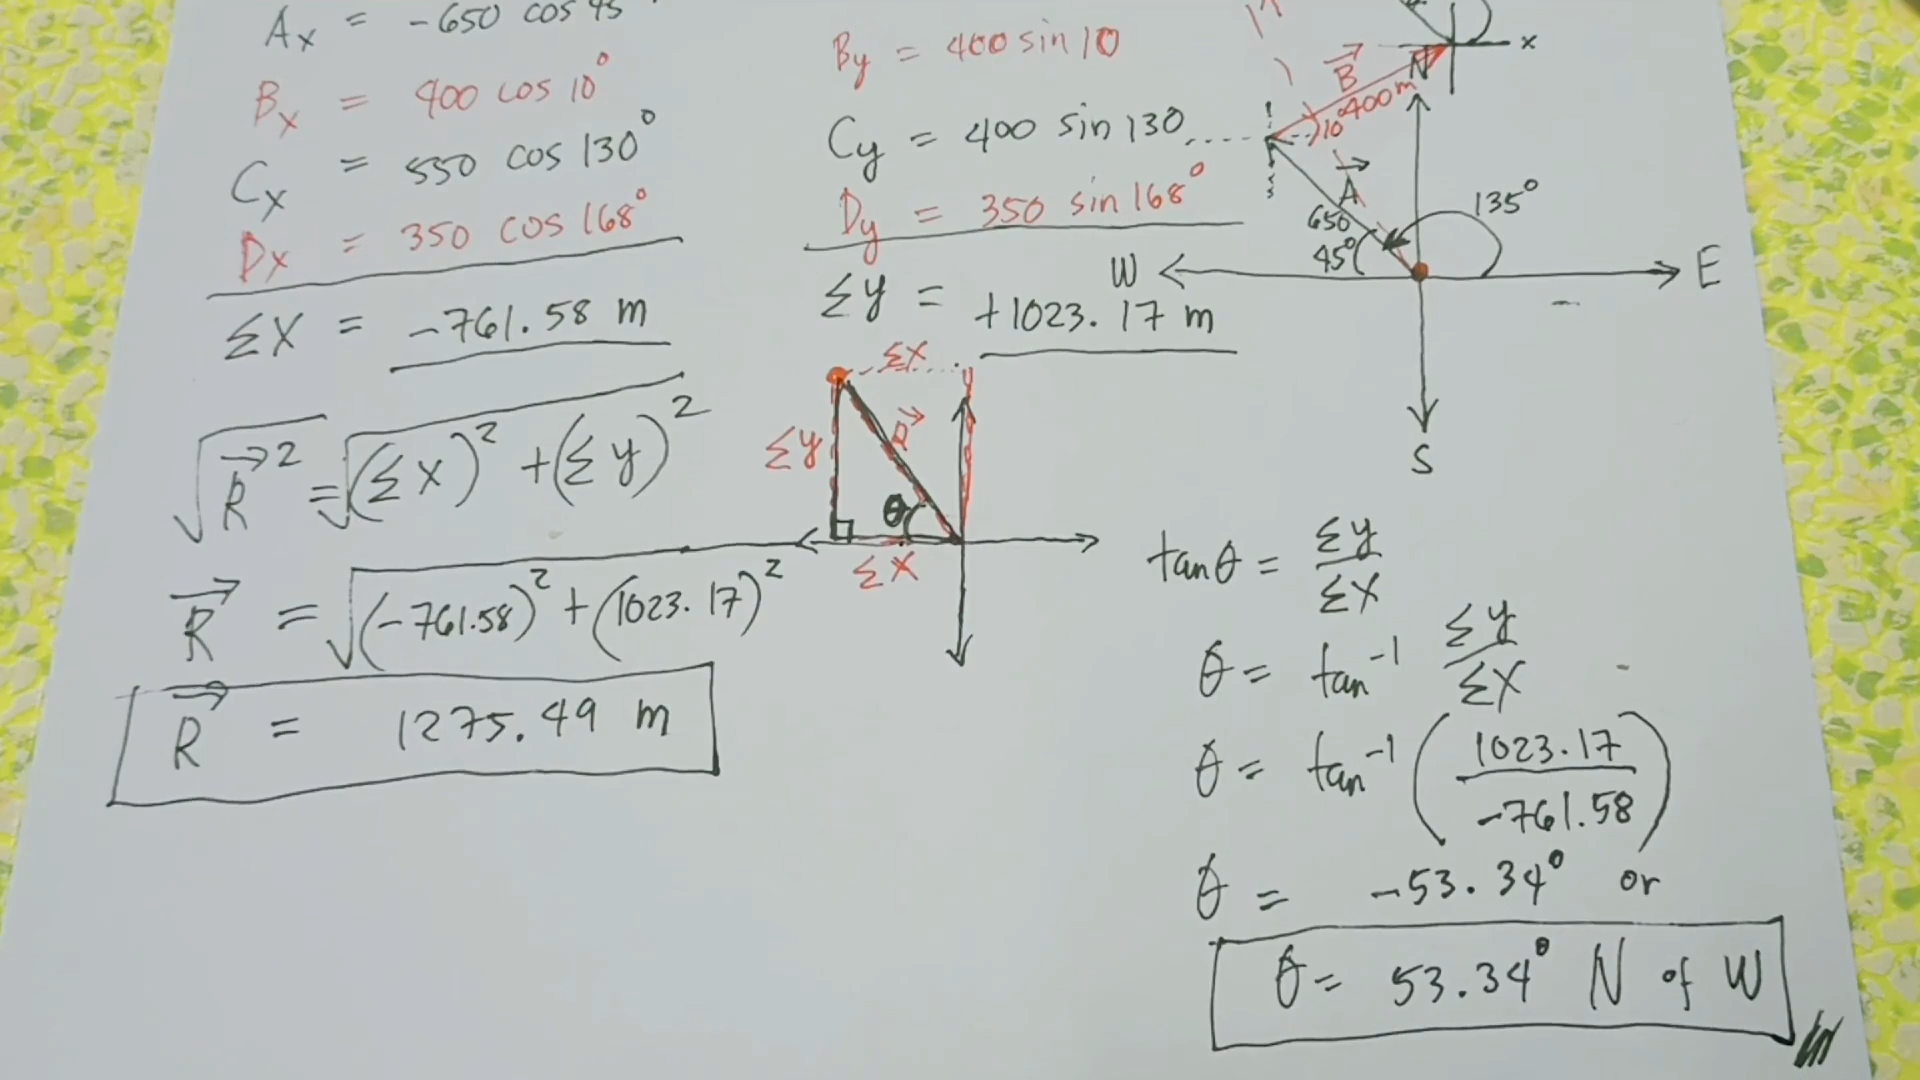 Ax = -650 cos 45°
Bx = 400 cos 10°
Cx = 550 cos 130°
Dx = 350 cos 168°
Σx = -761.58 m
√R⃗² = √(Σx)² + (Σy)²
R⃗ = √(-761.58)² + (1023.17)²
R⃗ = 1275.49 m
By = 400 sin 10
Cy = 400 sin 130
Dy = 350 sin 168°
Σy = +1023.17 m
Σx
Σy
R⃗
θ
Σx
x
N
B⃗
400 m
10°
A⃗
650
45°
135°
W
E
S
tanθ = Σy/Σx
θ = tan⁻¹ Σy/Σx
θ = tan⁻¹ (1023.17/-761.58)
θ = -53.34° or
θ = 53.34° N of W